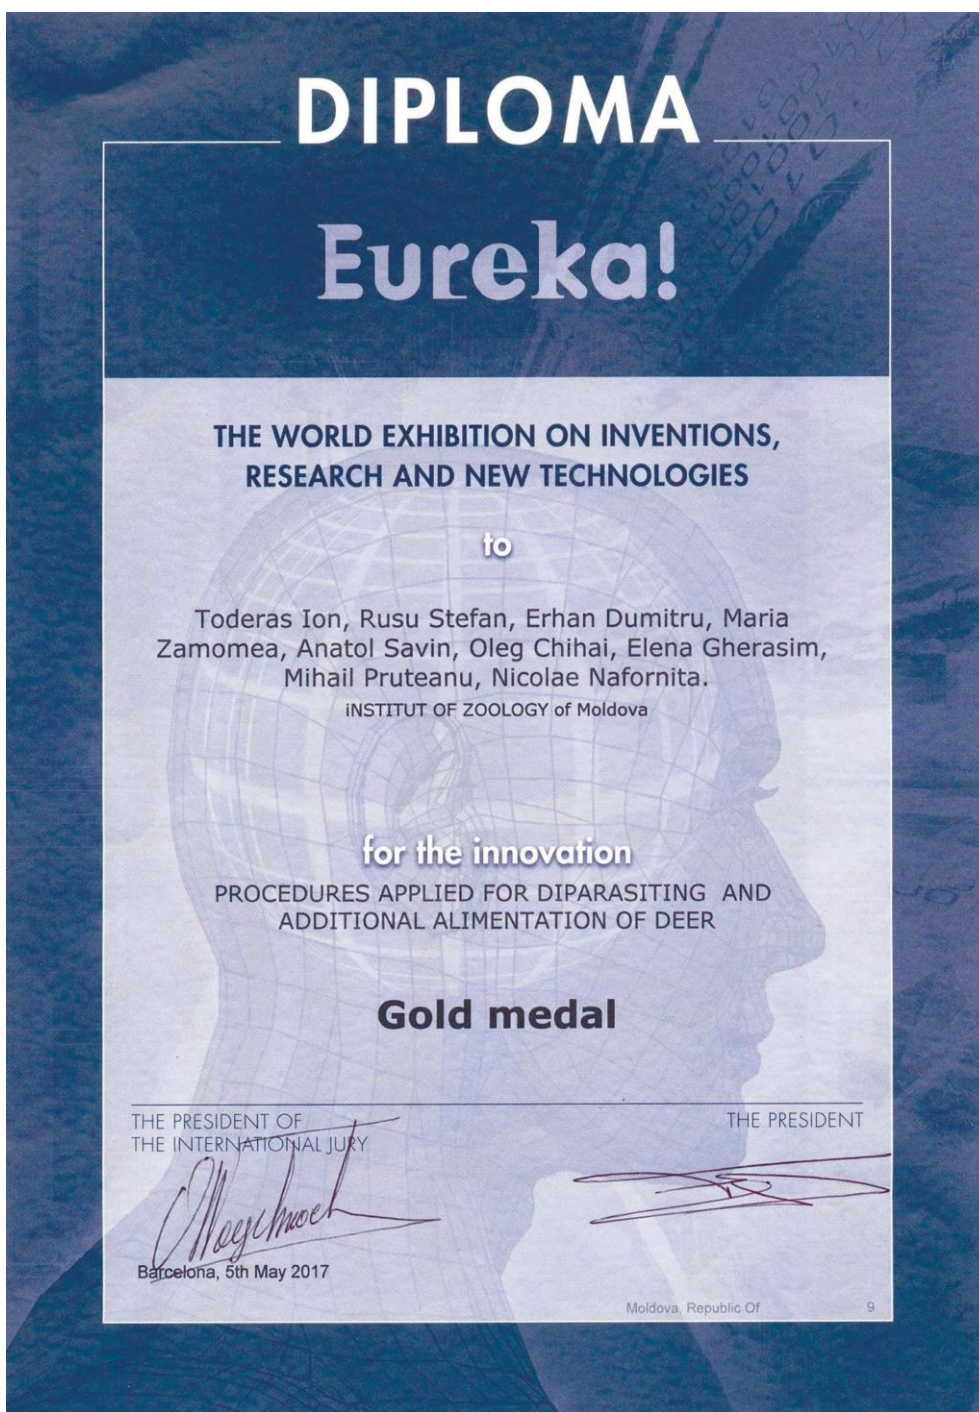 DIPLOMA
Eureka!
THE WORLD EXHIBITION ON INVENTIONS,
RESEARCH AND NEW TECHNOLOGIES
to
Toderas Ion, Rusu Stefan, Erhan Dumitru, Maria
Zamomea, Anatol Savin, Oleg Chihai, Elena Gherasim,
Mihail Pruteanu, Nicolae Nafornita.
iNSTITUT OF ZOOLOGY of Moldova
for the innovation
PROCEDURES APPLIED FOR DIPARASITING AND
ADDITIONAL ALIMENTATION OF DEER
Gold medal
THE PRESIDENT OF
THE INTERNATIONAL JURY
THE PRESIDENT
Barcelona, 5th May 2017
Moldova, Republic Of 9